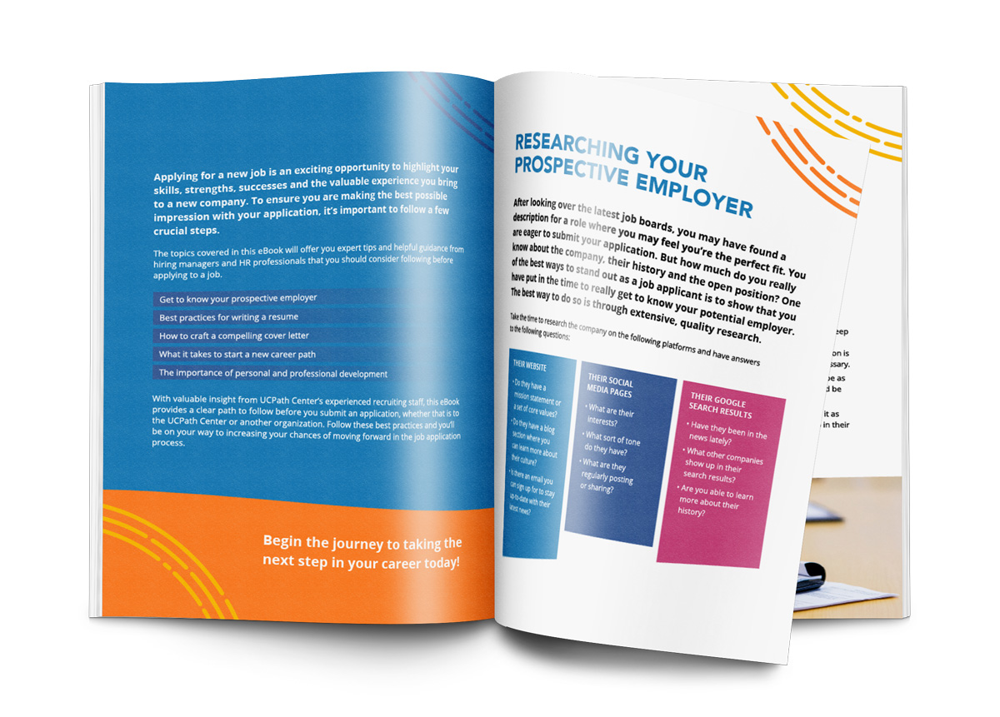 Applying for a new job is an exciting opportunity to highlight your
skills, strengths, successes and the valuable experience you bring
to a new company. To ensure you are making the best possible
impression with your application, it's important to follow a few
crucial steps.
The topics covered in this eBook will offer you expert tips and helpful guidance from
hiring managers and HR professionals that you should consider following before
applying to a job.
Get to know your prospective employer
Best practices for writing a resume
How to craft a compelling cover letter
What it takes to start a new career path
The importance of personal and professional development
With valuable insight from UCPath Center's experienced recruiting staff, this eBook
provides a clear path to follow before you submit an application, whether that is to
the UCPath Center or another organization. Follow these best practices and you'll
be on your way to increasing your chances of moving forward in the job application
process.
Begin the journey to taking the
next step in your career today!
RESEARCHING YOUR
PROSPECTIVE EMPLOYER
After looking over the latest job boards, you may have found a
description for a role where you may feel you're the perfect fit. You
are eager to submit your application. But how much do you really
know about the company, their history and the open position? One
of the best ways to stand out as a job applicant is to show that you
have put in the time to really get to know your potential employer.
The best way to do so is through extensive, quality research.
Take the time to research the company on the following platforms and have answers
to the following questions:
THEIR WEBSITE
• Do they have a
mission statement or
a set of core values?
• Do they have a blog
section where you
can learn more about
their culture?
• Is there an email you
can sign up for to stay
up-to-date with their
latest news?
THEIR SOCIAL
MEDIA PAGES
• What are their
interests?
• What sort of tone
do they have?
• What are they
regularly posting
or sharing?
THEIR GOOGLE
SEARCH RESULTS
• Have they been in the
news lately?
• What other companies
show up in their
search results?
• Are you able to learn
more about their
history?
is
as
be
it as
in their